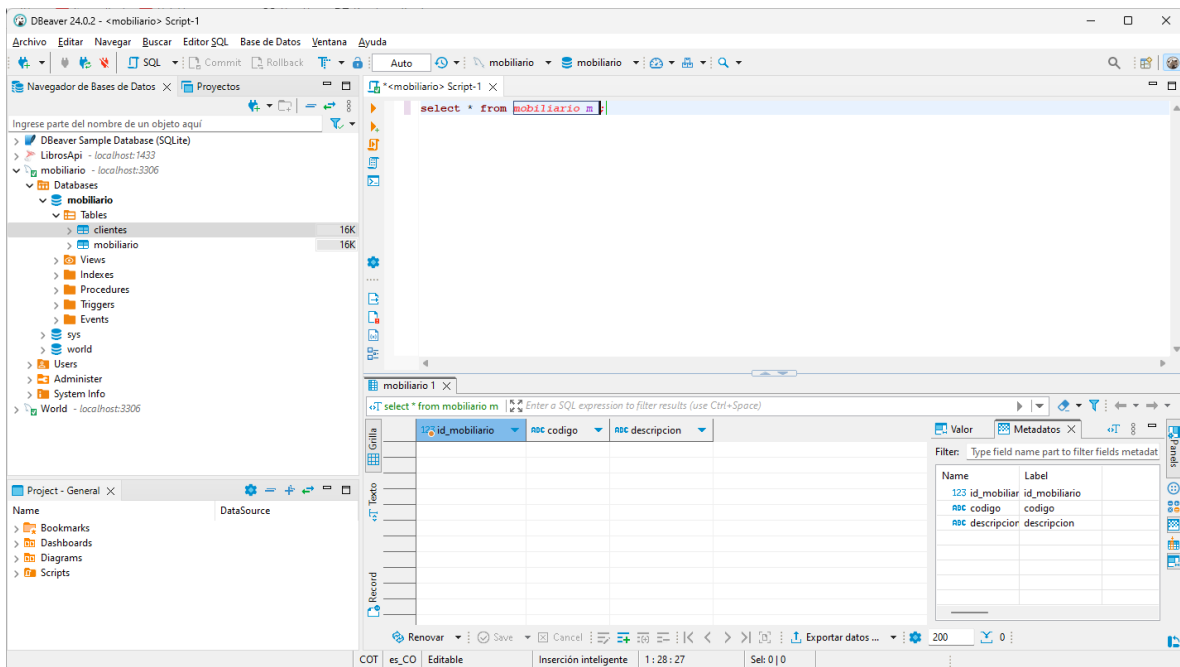 DBeaver 24.0.2 - <mobiliario> Script-1
Archivo Editar Navegar Buscar Editor SQL Base de Datos Ventana Ayuda
SQL Commit Rollback Auto mobiliario mobiliario
Navegador de Bases de Datos Proyectos
*<mobiliario> Script-1
Ingrese parte del nombre de un objeto aquí
DBeaver Sample Database (SQLite)
LibrosApi - localhost:1433
mobiliario - localhost:3306
Databases
mobiliario
Tables
clientes 16K
mobiliario 16K
Views
Indexes
Procedures
Triggers
Events
sys
world
Users
Administer
System Info
World - localhost:3306
select * from mobiliario m ;
Project - General
Name DataSource
Bookmarks
Dashboards
Diagrams
Scripts
mobiliario 1
select * from mobiliario m Enter a SQL expression to filter results (use Ctrl+Space)
Grilla
Texto
Record
123 id_mobiliario ABC codigo ABC descripcion
Valor Metadatos
Filter: Type field name part to filter fields metadat
Name Label
123 id_mobiliar id_mobiliario
ABC codigo codigo
ABC descripcion descripcion
Panels
Renovar Save Cancel Exportar datos ... 200 0
COT es_CO Editable Inserción inteligente 1 : 28 : 27 Sel: 0 | 0